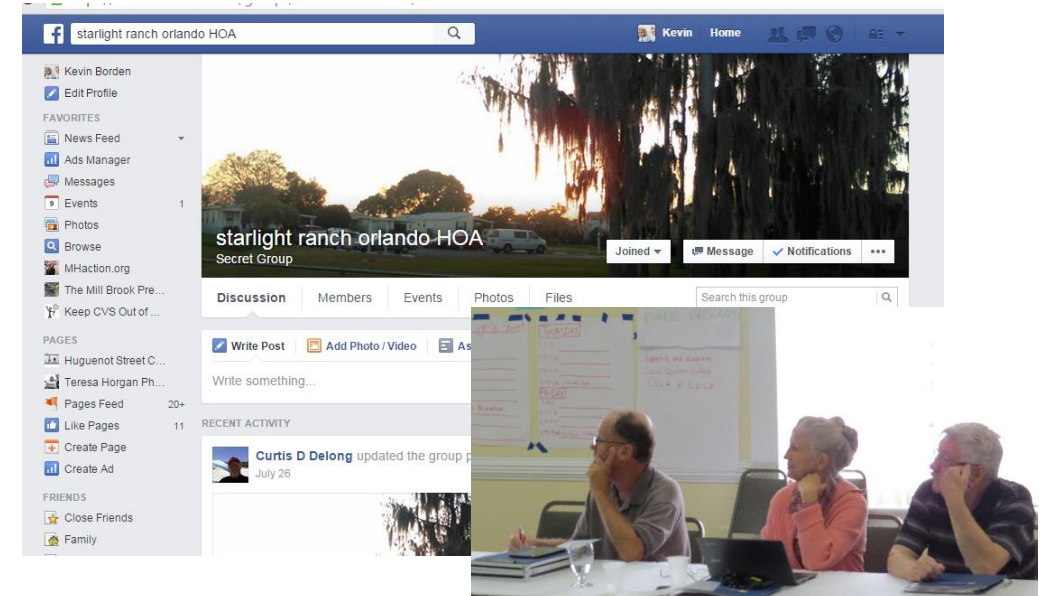 starlight ranch orlando HOA
Kevin
Home
Kevin Borden
Edit Profile
FAVORITES
News Feed
Ads Manager
Messages
Events 1
Photos
Browse
MHaction.org
The Mill Brook Pre...
Keep CVS Out of ...
PAGES
Huguenot Street C...
Teresa Horgan Ph...
Pages Feed 20+
Like Pages 11
Create Page
Create Ad
FRIENDS
Close Friends
Family
starlight ranch orlando HOA
Secret Group
Joined
Message
Notifications
Discussion Members Events Photos Files
Search this group
Write Post
Add Photo / Video
As
Write something...
RECENT ACTIVITY
Curtis D Delong updated the group p
July 26
THURSDAY
FRIDAY